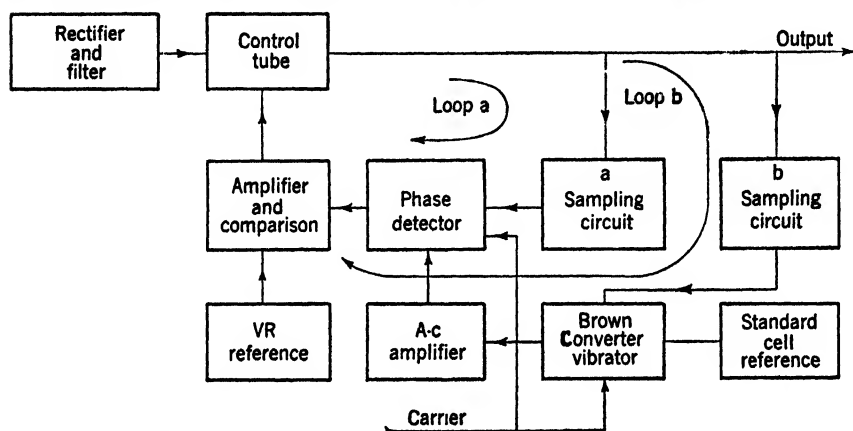 Rectifier
and
filter
Control
tube
Output
Loop a
Loop b
Amplifier
and
comparison
Phase
detector
a
Sampling
circuit
b
Sampling
circuit
VR
reference
A-c
amplifier
Brown
Converter
vibrator
Standard
cell
reference
Carrier